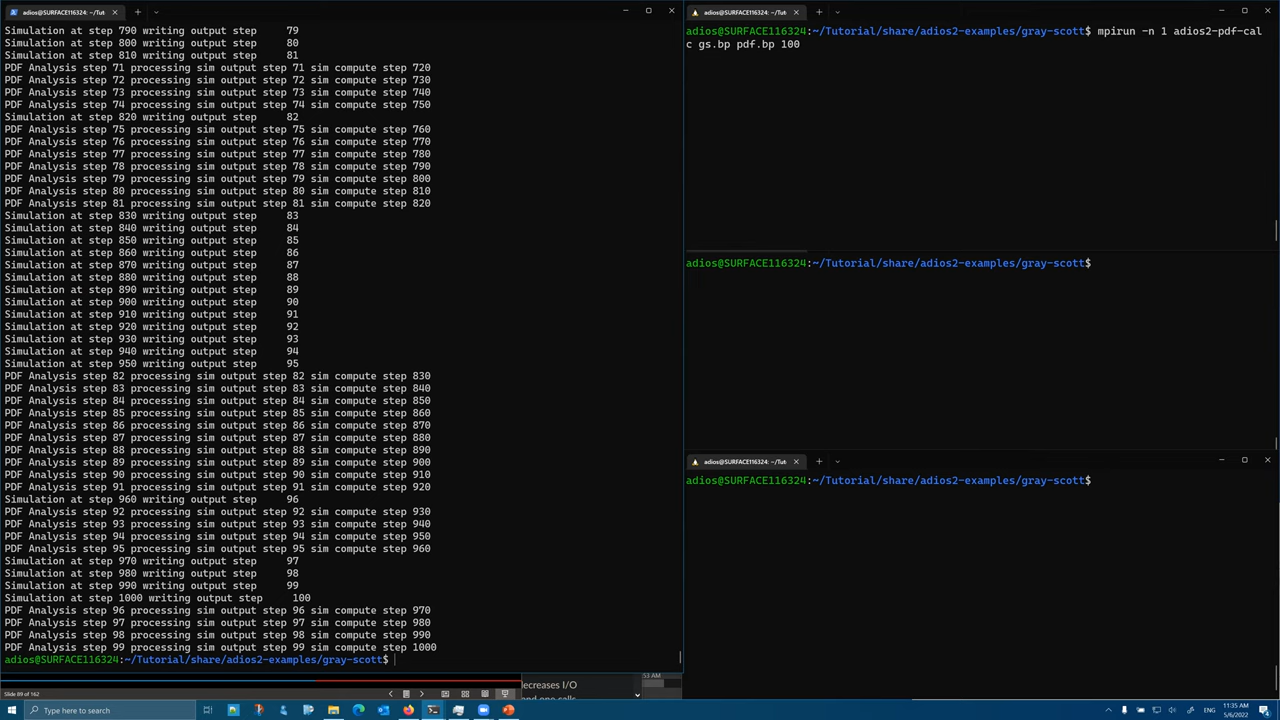 adios@SURFACE116324: ~/Tut
Simulation at step 790 writing output step 79
Simulation at step 800 writing output step 80
Simulation at step 810 writing output step 81
PDF Analysis step 71 processing sim output step 71 sim compute step 720
PDF Analysis step 72 processing sim output step 72 sim compute step 730
PDF Analysis step 73 processing sim output step 73 sim compute step 740
PDF Analysis step 74 processing sim output step 74 sim compute step 750
Simulation at step 820 writing output step 82
PDF Analysis step 75 processing sim output step 75 sim compute step 760
PDF Analysis step 76 processing sim output step 76 sim compute step 770
PDF Analysis step 77 processing sim output step 77 sim compute step 780
PDF Analysis step 78 processing sim output step 78 sim compute step 790
PDF Analysis step 79 processing sim output step 79 sim compute step 800
PDF Analysis step 80 processing sim output step 80 sim compute step 810
PDF Analysis step 81 processing sim output step 81 sim compute step 820
Simulation at step 830 writing output step 83
Simulation at step 840 writing output step 84
Simulation at step 850 writing output step 85
Simulation at step 860 writing output step 86
Simulation at step 870 writing output step 87
Simulation at step 880 writing output step 88
Simulation at step 890 writing output step 89
Simulation at step 900 writing output step 90
Simulation at step 910 writing output step 91
Simulation at step 920 writing output step 92
Simulation at step 930 writing output step 93
Simulation at step 940 writing output step 94
Simulation at step 950 writing output step 95
PDF Analysis step 82 processing sim output step 82 sim compute step 830
PDF Analysis step 83 processing sim output step 83 sim compute step 840
PDF Analysis step 84 processing sim output step 84 sim compute step 850
PDF Analysis step 85 processing sim output step 85 sim compute step 860
PDF Analysis step 86 processing sim output step 86 sim compute step 870
PDF Analysis step 87 processing sim output step 87 sim compute step 880
PDF Analysis step 88 processing sim output step 88 sim compute step 890
PDF Analysis step 89 processing sim output step 89 sim compute step 900
PDF Analysis step 90 processing sim output step 90 sim compute step 910
PDF Analysis step 91 processing sim output step 91 sim compute step 920
Simulation at step 960 writing output step 96
PDF Analysis step 92 processing sim output step 92 sim compute step 930
PDF Analysis step 93 processing sim output step 93 sim compute step 940
PDF Analysis step 94 processing sim output step 94 sim compute step 950
PDF Analysis step 95 processing sim output step 95 sim compute step 960
Simulation at step 970 writing output step 97
Simulation at step 980 writing output step 98
Simulation at step 990 writing output step 99
Simulation at step 1000 writing output step 100
PDF Analysis step 96 processing sim output step 96 sim compute step 970
PDF Analysis step 97 processing sim output step 97 sim compute step 980
PDF Analysis step 98 processing sim output step 98 sim compute step 990
PDF Analysis step 99 processing sim output step 99 sim compute step 1000
adios@SURFACE116324:~/Tutorial/share/adios2-examples/gray-scott$
adios@SURFACE116324: ~/Tut
adios@SURFACE116324:~/Tutorial/share/adios2-examples/gray-scott$ mpirun -n 1 adios2-pdf-cal
c gs.bp pdf.bp 100
adios@SURFACE116324:~/Tutorial/share/adios2-examples/gray-scott$
adios@SURFACE116324: ~/Tut
adios@SURFACE116324:~/Tutorial/share/adios2-examples/gray-scott$
decreases I/O
and one calls
:53 AM
Slide 89 of 162
Type here to search
ENG
11:35 AM
5/6/2022